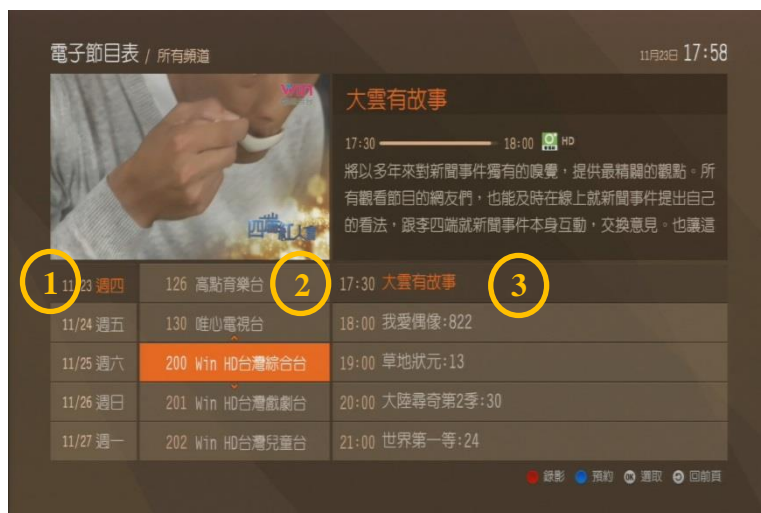 電子節目表 / 所有頻道
11月23日 17:58
大雲有故事
17:30 18:00 HD
將以多年來對新聞事件獨有的嗅覺，提供最精闢的觀點。所
有觀看節目的網友們，也能及時在線上就新聞事件提出自己
的看法，跟李四端就新聞事件本身互動，交換意見。也讓這
四端紅人會
1 2 3
11/23 週四 126 高點育樂台 17:30 大雲有故事
11/24 週五 130 唯心電視台 18:00 我愛偶像:822
11/25 週六 200 Win HD台灣綜合台 19:00 草地狀元:13
11/26 週日 201 Win HD台灣戲劇台 20:00 大陸尋奇第2季:30
11/27 週一 202 Win HD台灣兒童台 21:00 世界第一等:24
錄影 預約 OK 選取 回前頁